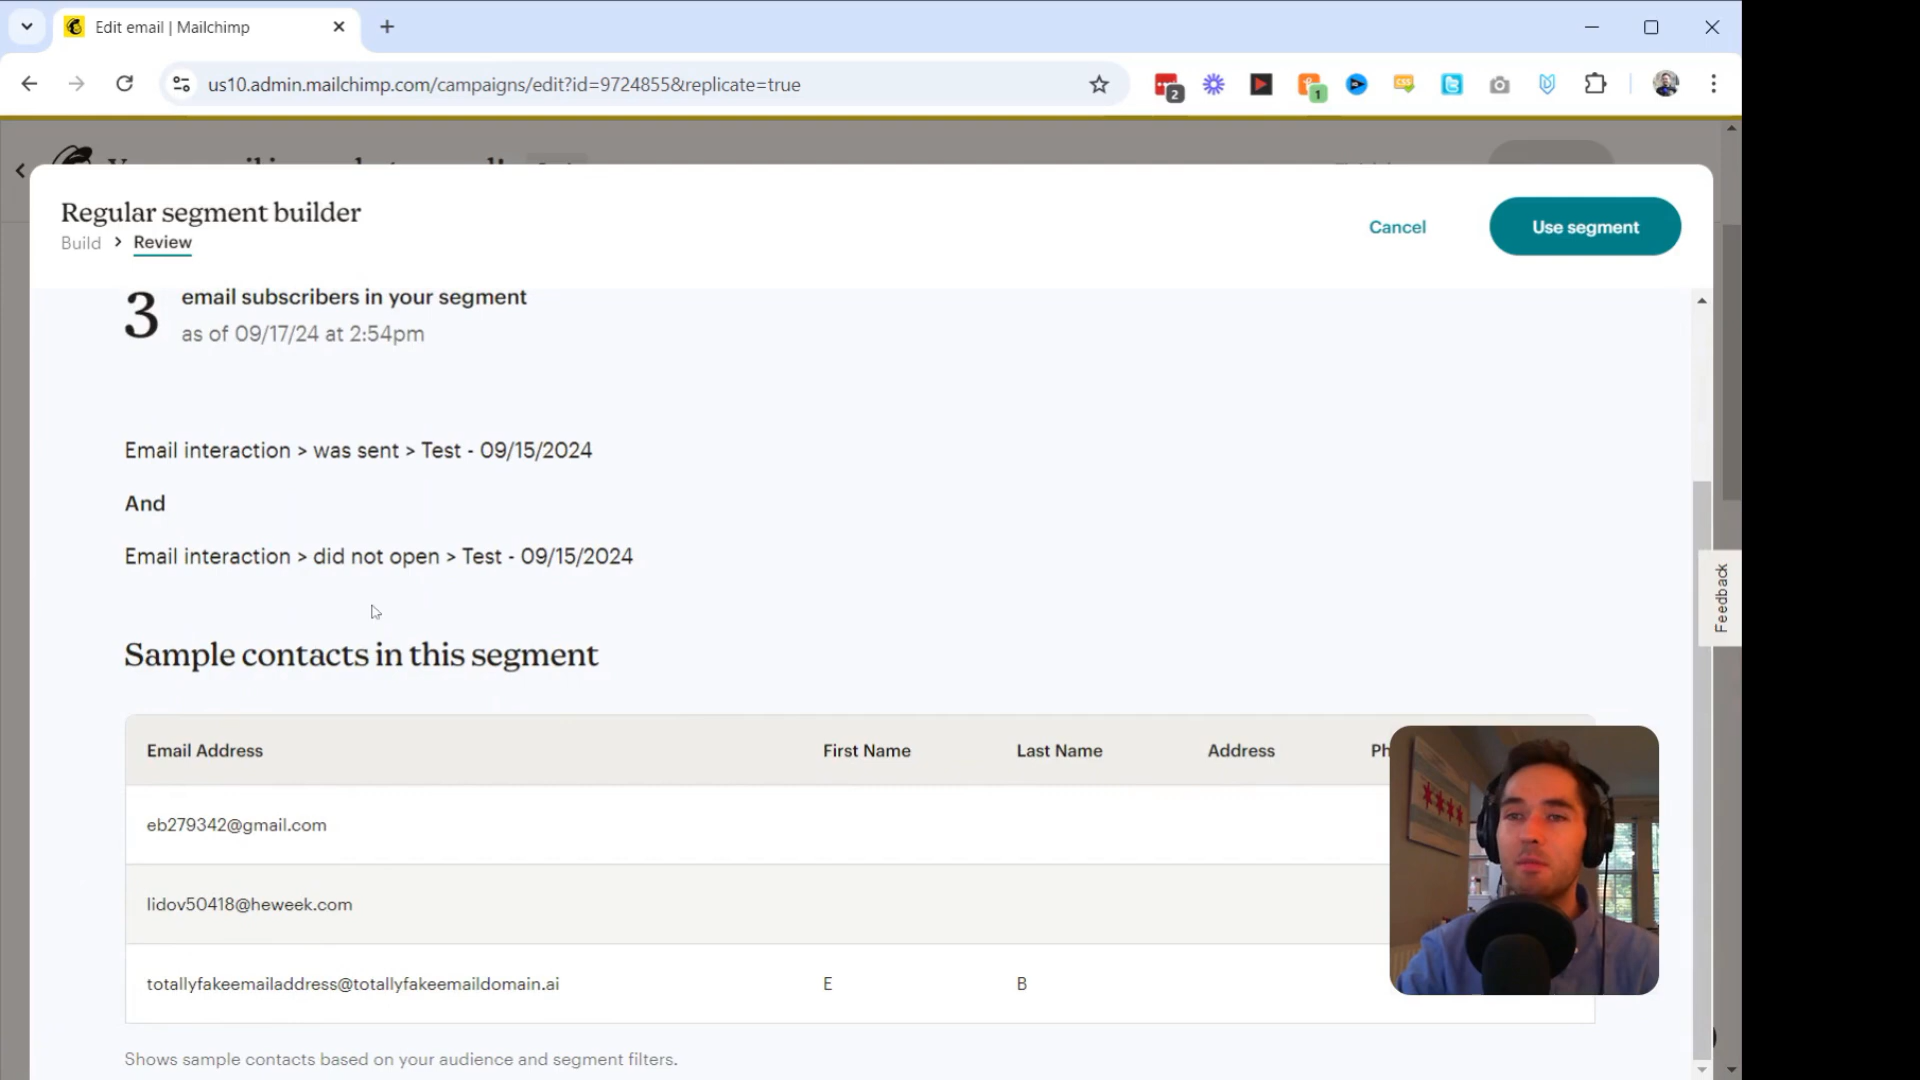 Edit email | Mailchimp
us10.admin.mailchimp.com/campaigns/edit?id=9724855&replicate=true
2
1
Regular segment builder
Build > Review
Cancel
Use segment
3
email subscribers in your segment
as of 09/17/24 at 2:54pm
Email interaction > was sent > Test - 09/15/2024
And
Email interaction > did not open > Test - 09/15/2024
Feedback
Sample contacts in this segment
Email Address First Name Last Name Address Ph
eb279342@gmail.com
lidov50418@heweek.com
totallyfakeemailaddress@totallyfakeemaildomain.ai E B
Shows sample contacts based on your audience and segment filters.